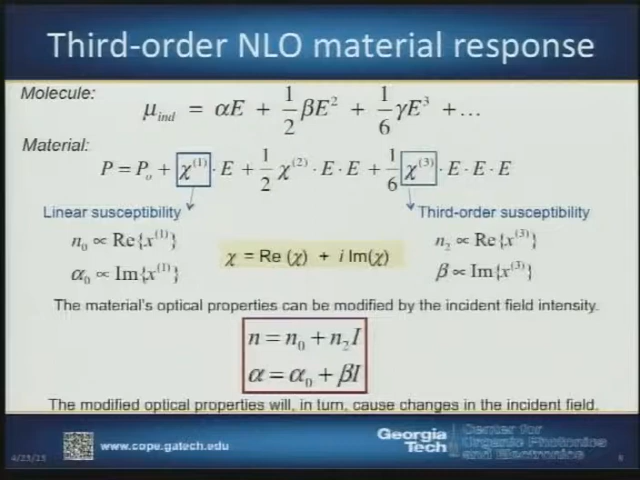 Third-order NLO material response
Molecule:
μ_ind = αE + 1/2 βE² + 1/6 γE³ + ...
Material:
P = P_o + χ⁽¹⁾ · E + 1/2 χ⁽²⁾ · E · E + 1/6 χ⁽³⁾ · E · E · E
Linear susceptibility
Third-order susceptibility
n₀ ∝ Re{x⁽¹⁾}
α₀ ∝ Im{x⁽¹⁾}
χ = Re (χ) + i Im(χ)
n₂ ∝ Re{x⁽³⁾}
β ∝ Im{x⁽³⁾}
The material's optical properties can be modified by the incident field intensity.
n = n₀ + n₂I
α = α₀ + βI
The modified optical properties will, in turn, cause changes in the incident field.
www.cope.gatech.edu
Georgia
Tech
Center for
Organic Photonics
and Electronics